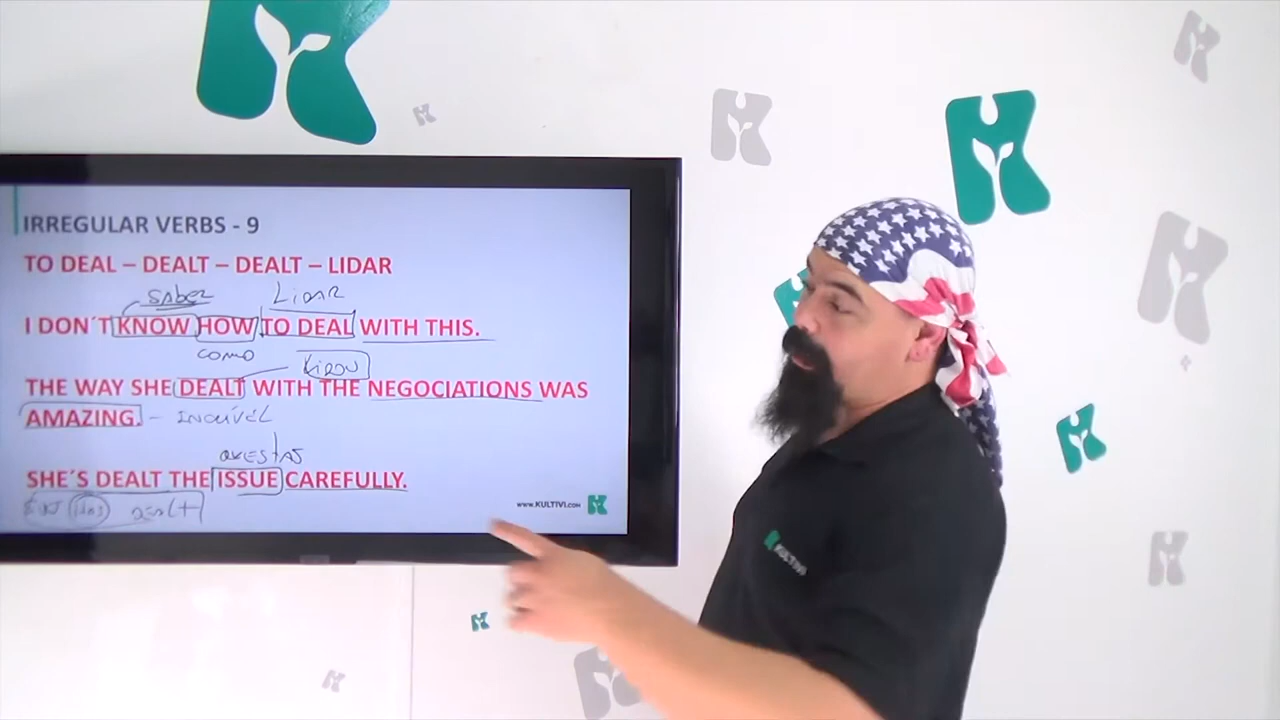 IRREGULAR VERBS - 9
TO DEAL – DEALT – DEALT – LIDAR
SABER LIDAR
I DON´T KNOW HOW TO DEAL WITH THIS.
COMO
THE WAY SHE DEALT WITH THE NEGOCIATIONS WAS
AMAZING. - INCRÍVEL
QUESTÃO
SHE´S DEALT THE ISSUE CAREFULLY.
DEALT
WWW.KULTIVI.COM
KULTIVI